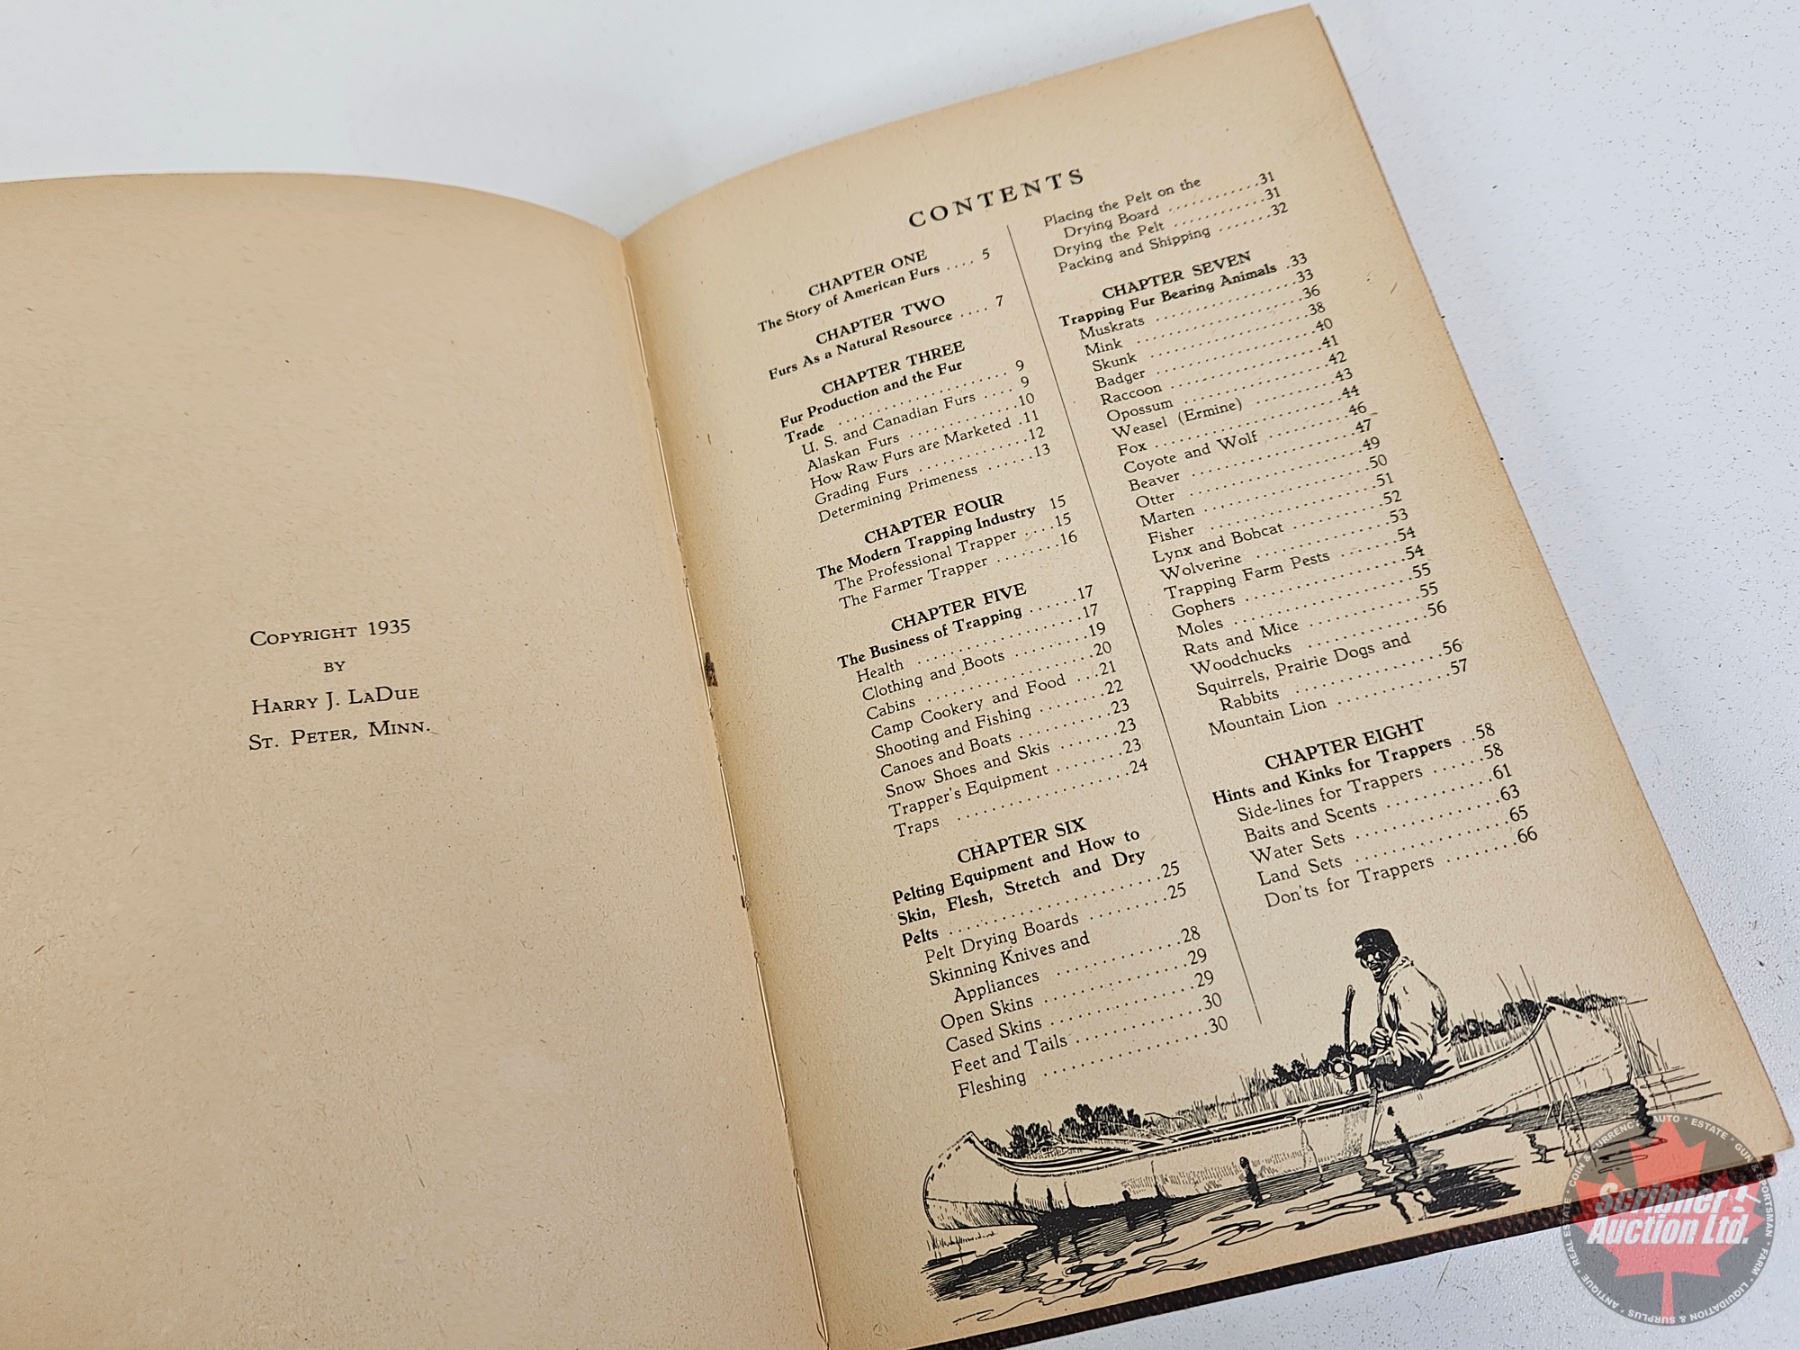 COPYRIGHT 1935
BY
HARRY J. LADUE
ST. PETER, MINN.
CONTENTS
CHAPTER ONE
The Story of American Furs .... 5
CHAPTER TWO
Furs As a Natural Resource .... 7
CHAPTER THREE
Fur Production and the Fur
Trade .................... 9
U. S. and Canadian Furs .... 9
Alaskan Furs ............10
How Raw Furs are Marketed .11
Grading Furs ............12
Determining Primeness ......13
CHAPTER FOUR
The Modern Trapping Industry 15
The Professional Trapper ....15
The Farmer Trapper ........16
CHAPTER FIVE
The Business of Trapping ......17
Health ..................17
Clothing and Boots .........19
Cabins ..................20
Camp Cookery and Food ...21
Shooting and Fishing .......22
Canoes and Boats ..........23
Snow Shoes and Skis .......23
Trapper's Equipment ........23
Traps ..................24
CHAPTER SIX
Pelting Equipment and How to
Skin, Flesh, Stretch and Dry
Pelts ....................25
Pelt Drying Boards .........25
Skinning Knives and
Appliances .............28
Open Skins ...............29
Cased Skins ..............29
Feet and Tails .............30
Fleshing .................30
Placing the Pelt on the
Drying Board ............31
Drying the Pelt ............31
Packing and Shipping .......32
CHAPTER SEVEN
Trapping Fur Bearing Animals .33
Muskrats ................33
Mink ...................36
Skunk ..................38
Badger .................40
Raccoon ................41
Opossum ................42
Weasel (Ermine) ..........43
Fox ....................44
Coyote and Wolf ..........46
Beaver .................47
Otter ..................49
Marten .................50
Fisher ..................51
Lynx and Bobcat ..........52
Wolverine ...............53
Trapping Farm Pests .......54
Gophers ................54
Moles ..................55
Rats and Mice ............55
Woodchucks .............56
Squirrels, Prairie Dogs and
Rabbits ................56
Mountain Lion ............57
CHAPTER EIGHT
Hints and Kinks for Trappers ..58
Side-lines for Trappers ......58
Baits and Scents ...........61
Water Sets ...............63
Land Sets ................65
Don'ts for Trappers .........66
Scribner
Auction Ltd.
REAL ESTATE · COIN & CURRENCY · AUTO · ESTATE · GUN & SPORTSMAN · FARM · LIQUIDATION & SURPLUS · ANTIQUE